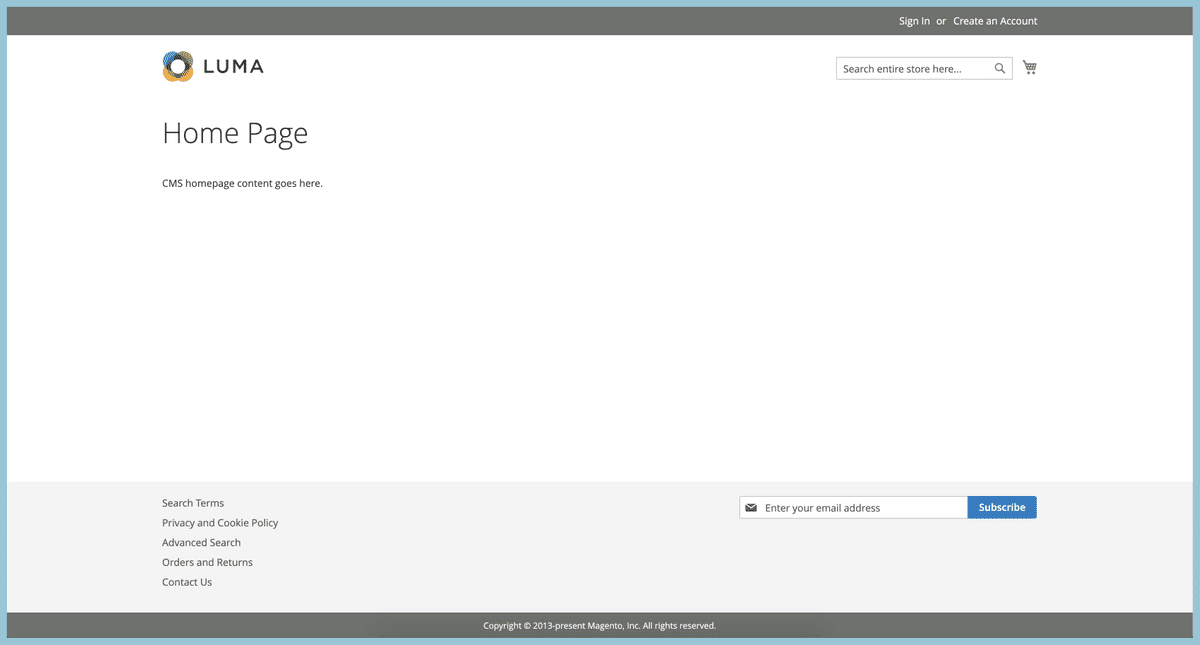 Sign In or Create an Account
LUMA
Search entire store here...
Home Page
CMS homepage content goes here.
Search Terms
Privacy and Cookie Policy
Advanced Search
Orders and Returns
Contact Us
Enter your email address
Subscribe
Copyright © 2013-present Magento, Inc. All rights reserved.